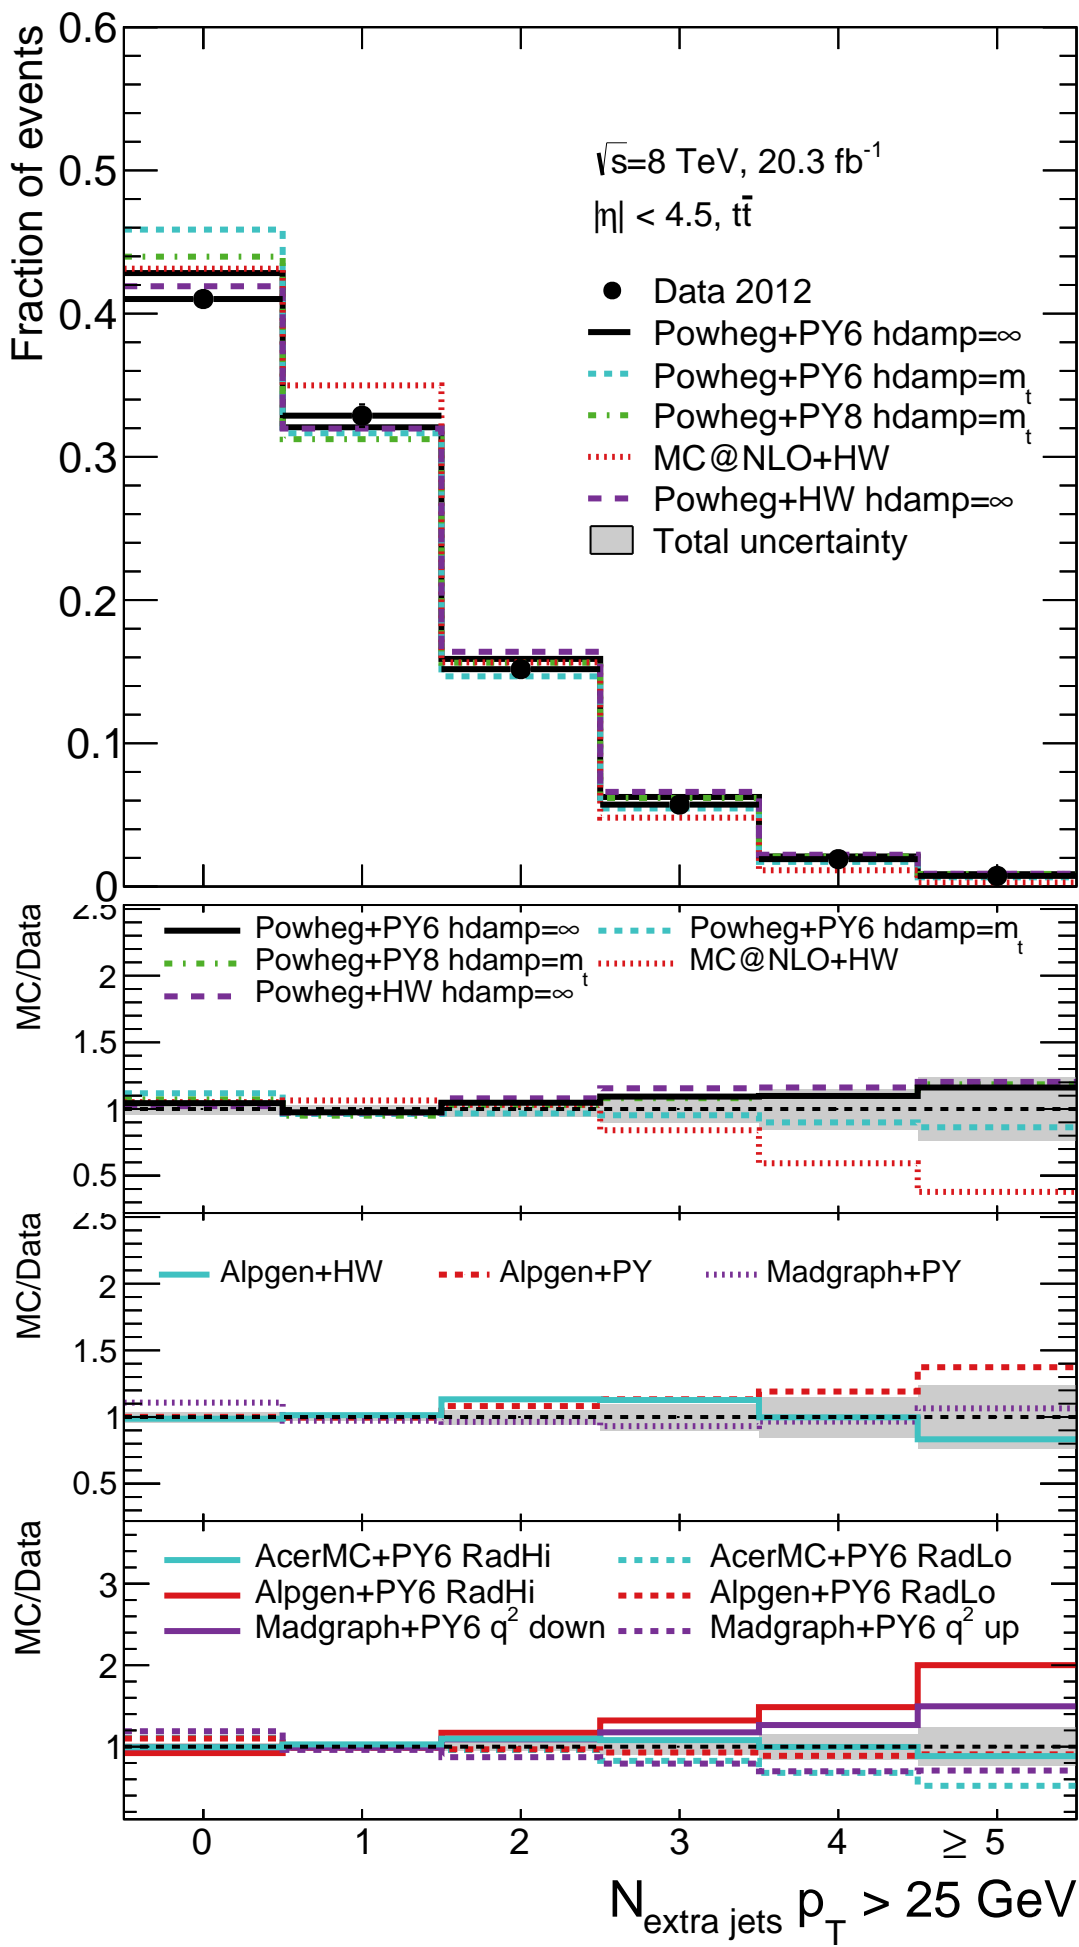 0.6
Fraction of events
√s=8 TeV, 20.3 fb⁻¹
|η| < 4.5, tt̄
Data 2012
Powheg+PY6 hdamp=∞
Powheg+PY6 hdamp=mₜ
Powheg+PY8 hdamp=mₜ
MC@NLO+HW
Powheg+HW hdamp=∞
Total uncertainty
0.5
0.4
0.3
0.2
0.1
0
2.5
MC/Data
Powheg+PY6 hdamp=∞ Powheg+PY6 hdamp=mₜ
Powheg+PY8 hdamp=mₜ MC@NLO+HW
Powheg+HW hdamp=∞
2
1.5
1
0.5
2.5
MC/Data
Alpgen+HW Alpgen+PY Madgraph+PY
2
1.5
1
0.5
MC/Data
AcerMC+PY6 RadHi AcerMC+PY6 RadLo
Alpgen+PY6 RadHi Alpgen+PY6 RadLo
Madgraph+PY6 q² down Madgraph+PY6 q² up
3
2
1
0 1 2 3 4 ≥ 5
N extra jets p_T > 25 GeV